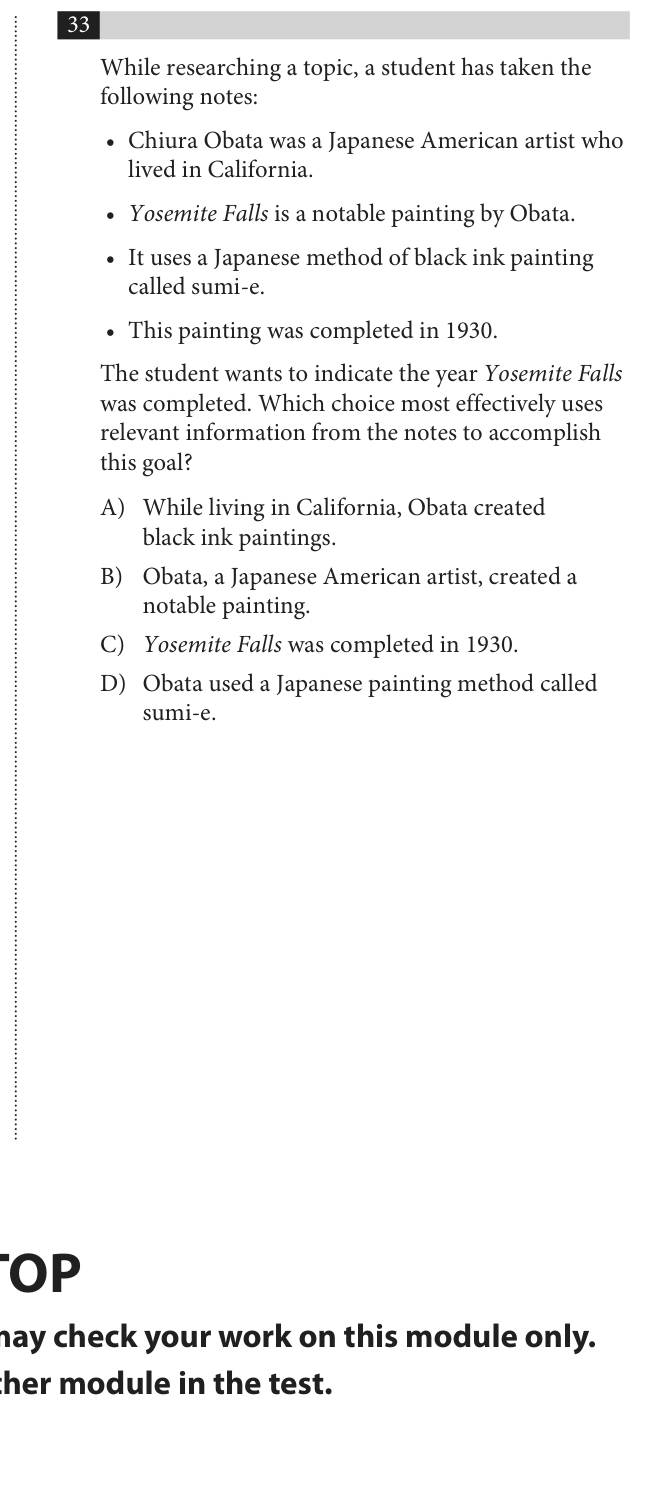 33
While researching a topic, a student has taken the
following notes:
• Chiura Obata was a Japanese American artist who
lived in California.
• Yosemite Falls is a notable painting by Obata.
• It uses a Japanese method of black ink painting
called sumi-e.
• This painting was completed in 1930.
The student wants to indicate the year Yosemite Falls
was completed. Which choice most effectively uses
relevant information from the notes to accomplish
this goal?
A) While living in California, Obata created
black ink paintings.
B) Obata, a Japanese American artist, created a
notable painting.
C) Yosemite Falls was completed in 1930.
D) Obata used a Japanese painting method called
sumi-e.
TOP
may check your work on this module only.
ther module in the test.